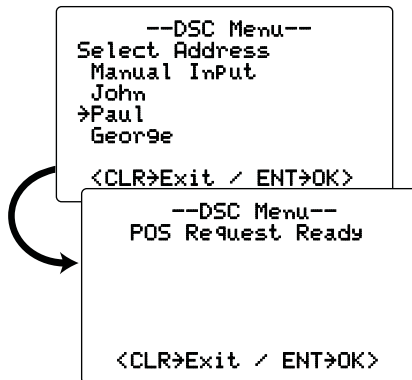 --DSC Menu--
Select Address
Manual InPut
John
→Paul
George
<CLR→Exit / ENT→OK>
--DSC Menu--
POS Request Ready
<CLR→Exit / ENT→OK>